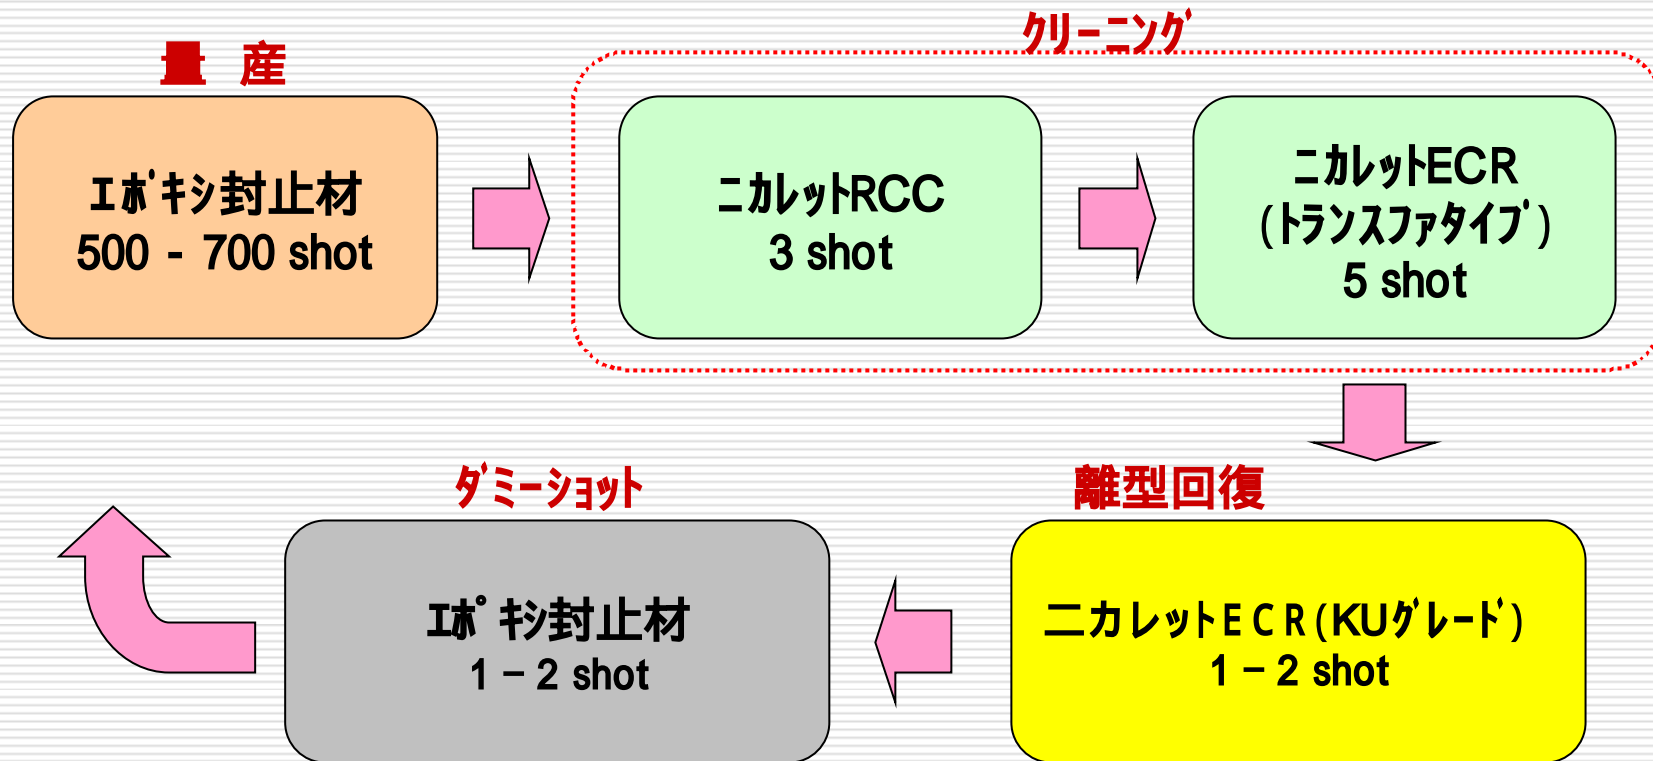 量 産
クリーニング
エポキシ封止材
500 - 700 shot
ニカレットRCC
3 shot
ニカレットECR
(トランスファタイプ)
5 shot
ダミーショット
離型回復
エポキシ封止材
1 − 2 shot
ニカレットECR(KUグレード)
1 − 2 shot